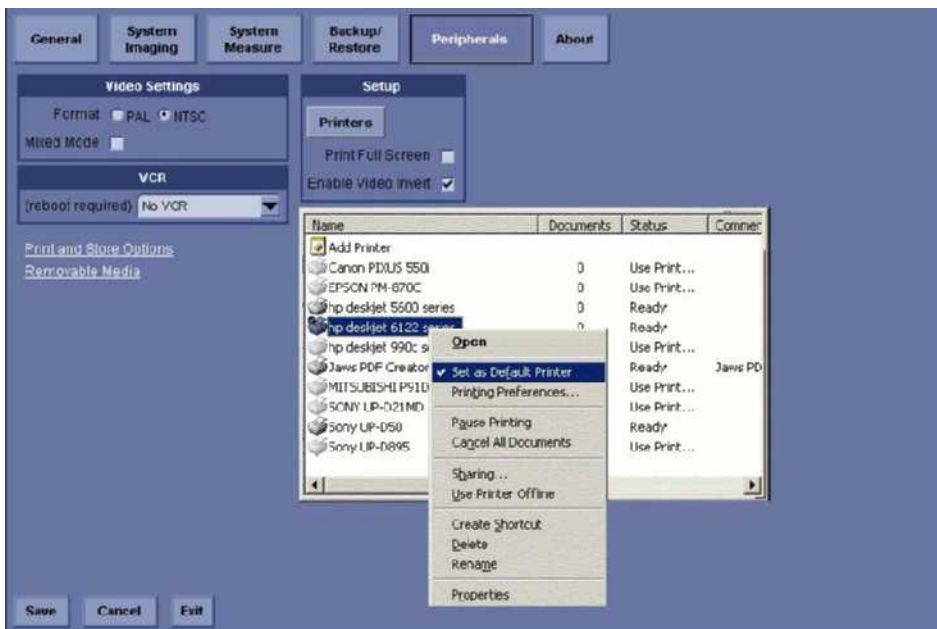 General
System Imaging
System Measure
Backup/ Restore
Peripherals
About
Video Settings
Format PAL NTSC
Mixed Mode
VCR
(reboot required) No VCR
Print and Store Options
Removable Media
Setup
Printers
Print Full Screen
Enable Video Invert
Name Documents Status Commer
Add Printer
Canon PIXUS 550i 0 Use Print...
EPSON PM-870C 0 Use Print...
hp deskjet 5600 series 0 Ready
hp deskjet 6122 series 0 Ready
hp deskjet 990c s Use Print...
Jaws PDF Creator Ready Jaws PD
MITSUBISHI P91D Use Print...
SONY UP-D21MD Use Print...
Sony UP-D50 Ready
Sony UP-D895 Use Print...
Open
Set as Default Printer
Printing Preferences...
Pause Printing
Cancel All Documents
Sharing...
Use Printer Offline
Create Shortcut
Delete
Rename
Properties
Save Cancel Exit